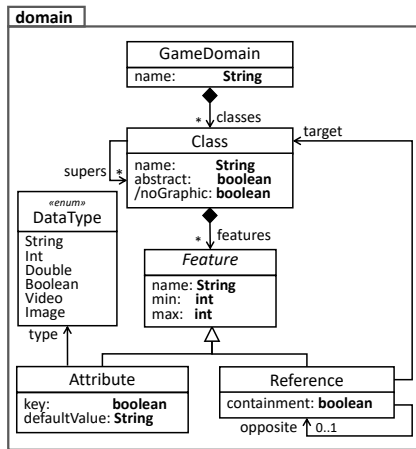 domain
GameDomain
name: String
* classes
Class
target
supers
*
name: String
abstract: boolean
/noGraphic: boolean
«enum»
DataType
String
Int
Double
Boolean
Video
Image
* features
Feature
name: String
min: int
max: int
type
Attribute
key: boolean
defaultValue: String
Reference
containment: boolean
opposite 0..1